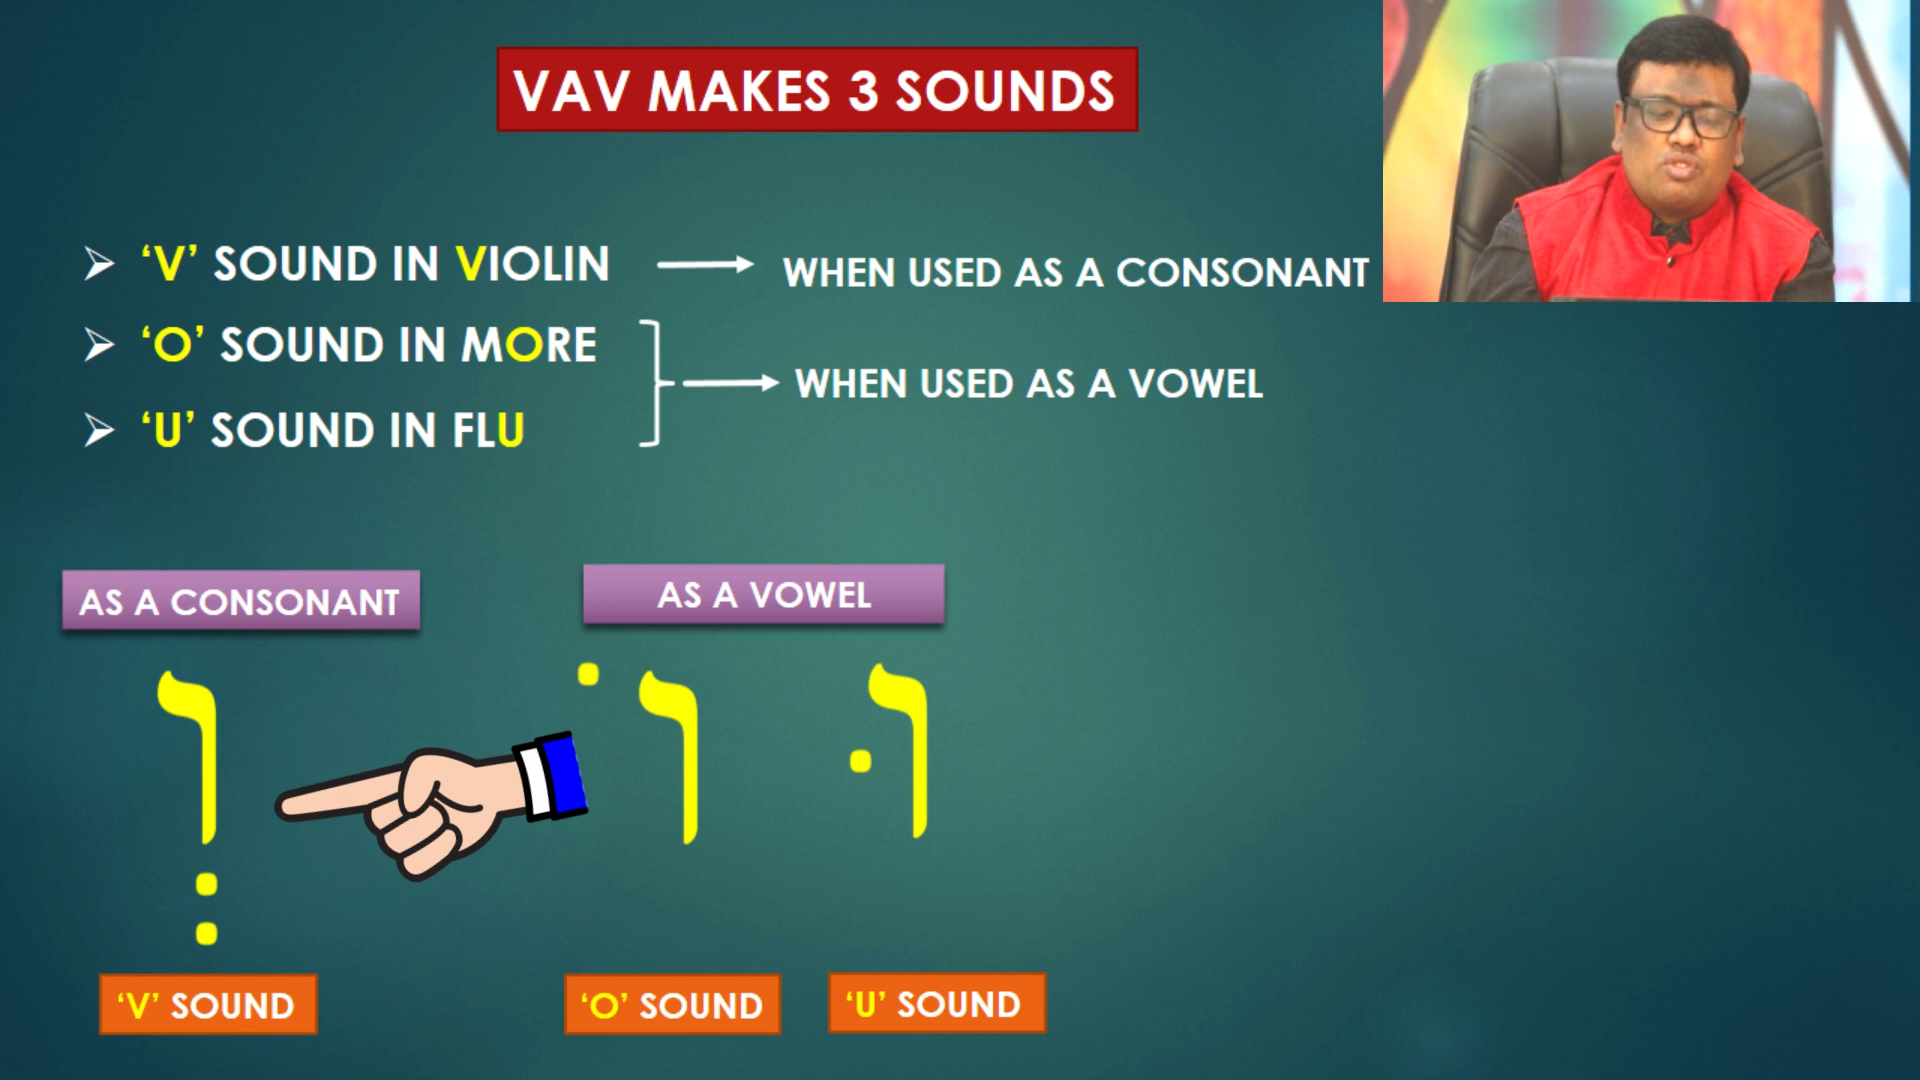 VAV MAKES 3 SOUNDS
‘V’ SOUND IN VIOLIN
WHEN USED AS A CONSONANT
‘O’ SOUND IN MORE
‘U’ SOUND IN FLU
WHEN USED AS A VOWEL
AS A CONSONANT
AS A VOWEL
וְ
וֹ
וּ
‘V’ SOUND
‘O’ SOUND
‘U’ SOUND